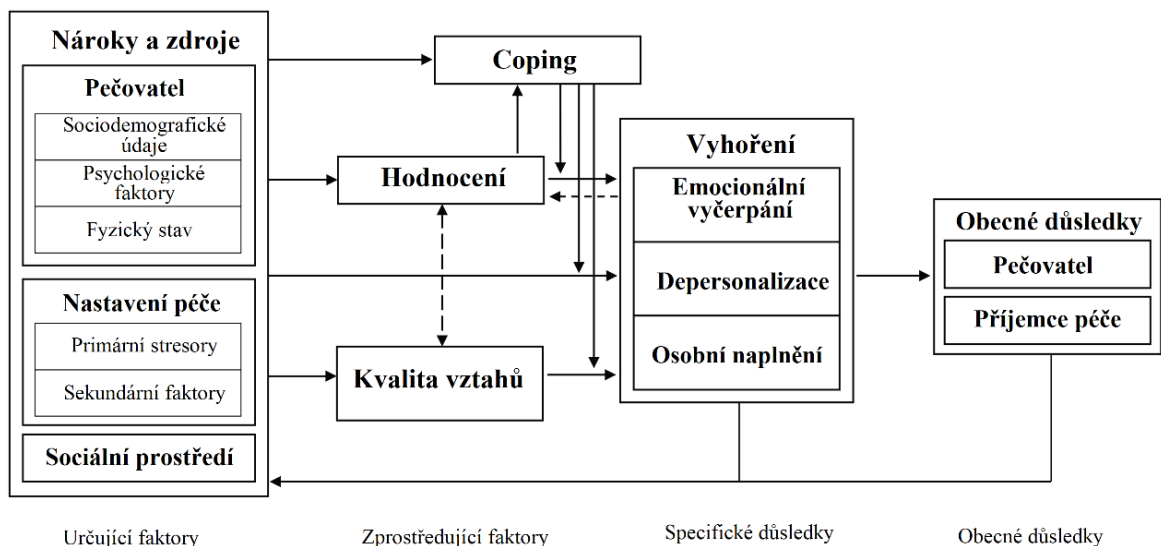 Nároky a zdroje
Pečovatel
Sociodemografické
údaje
Psychologické
faktory
Fyzický stav
Nastavení péče
Primární stresory
Sekundární faktory
Sociální prostředí
Coping
Hodnocení
Kvalita vztahů
Vyhoření
Emocionální
vyčerpání
Depersonalizace
Osobní naplnění
Obecné důsledky
Pečovatel
Příjemce péče
Určující faktory
Zprostředující faktory
Specifické důsledky
Obecné důsledky